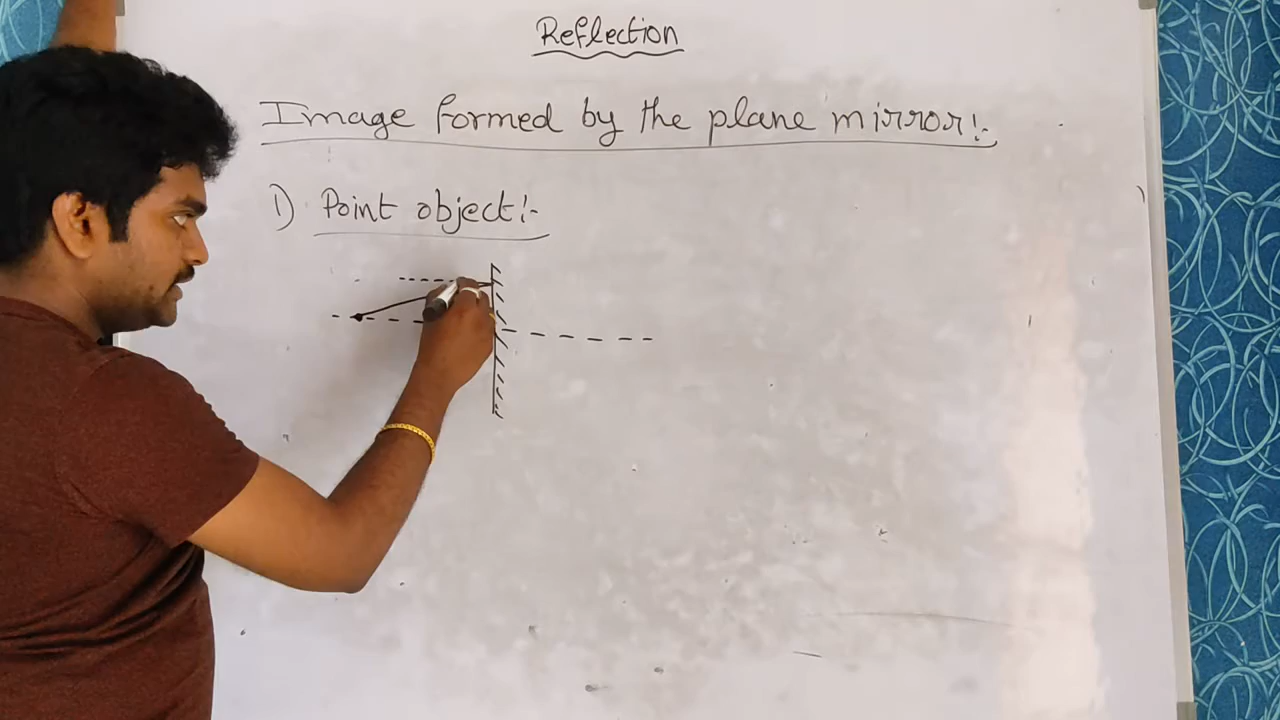 Reflection
Image formed by the plane mirror:-
1) Point object:-